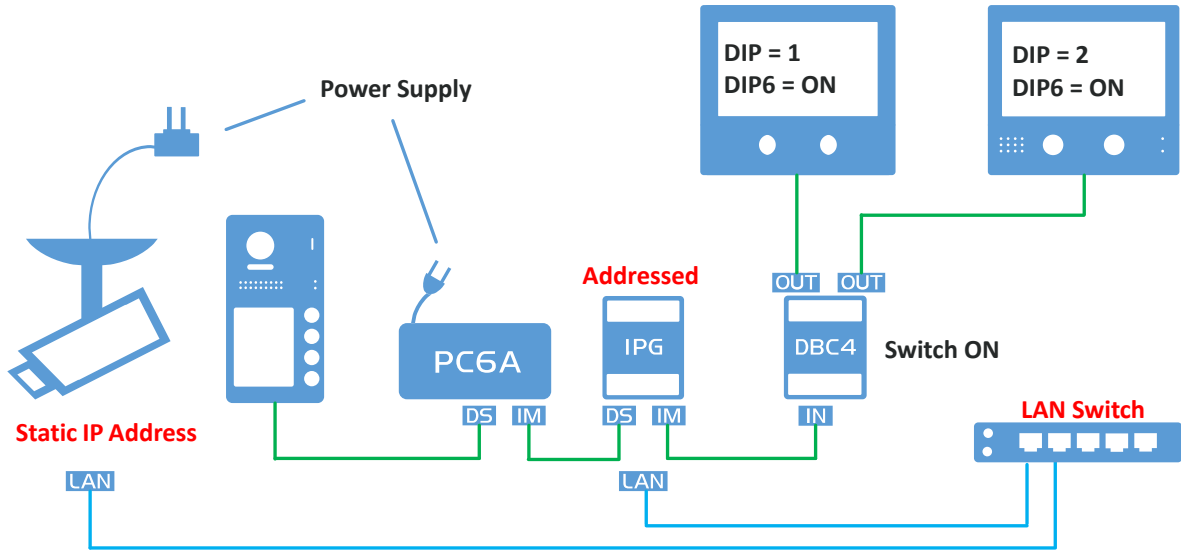 DIP = 1
DIP6 = ON
DIP = 2
DIP6 = ON
Power Supply
Addressed
OUT
OUT
PC6A
IPG
DBC4
Switch ON
DS
IM
DS
IM
IN
LAN Switch
Static IP Address
LAN
LAN